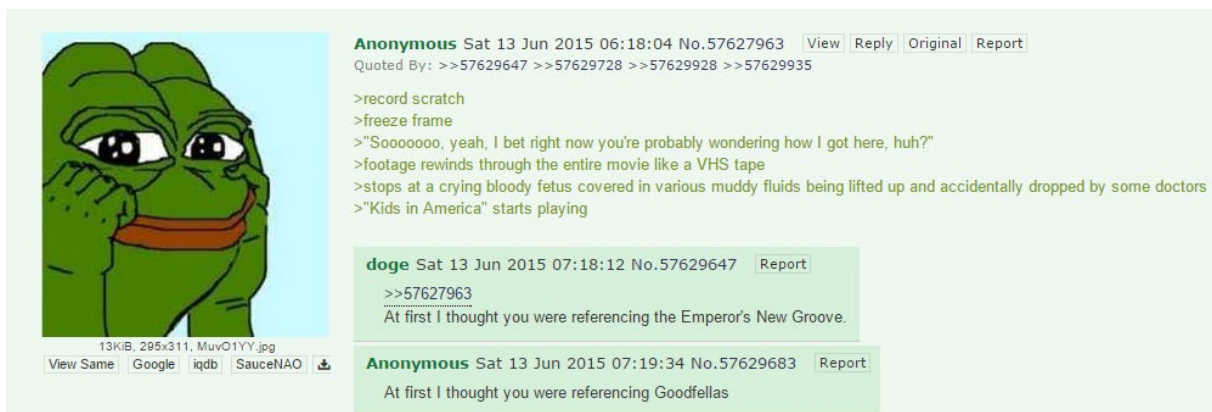 Anonymous Sat 13 Jun 2015 06:18:04 No.57627963 View Reply Original Report
Quoted By: >>57629647 >>57629728 >>57629928 >>57629935
>record scratch
>freeze frame
>"Sooooooo, yeah, I bet right now you're probably wondering how I got here, huh?"
>footage rewinds through the entire movie like a VHS tape
>stops at a crying bloody fetus covered in various muddy fluids being lifted up and accidentally dropped by some doctors
>"Kids in America" starts playing
13KiB, 295x311, MuvO1YY.jpg
View Same Google iqdb SauceNAO
doge Sat 13 Jun 2015 07:18:12 No.57629647 Report
>>57627963
At first I thought you were referencing the Emperor's New Groove.
Anonymous Sat 13 Jun 2015 07:19:34 No.57629683 Report
At first I thought you were referencing Goodfellas